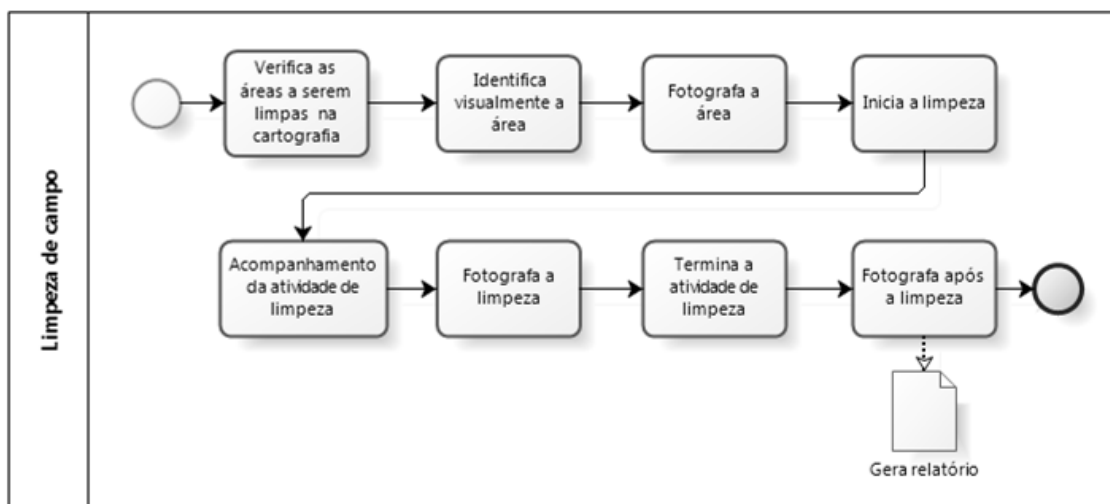 Limpeza de campo
Verifica as
áreas a serem
limpas na
cartografia
Identifica
visualmente a
área
Fotografa a
área
Inicia a limpeza
Acompanhamento
da atividade de
limpeza
Fotografa a
limpeza
Termina a
atividade de
limpeza
Fotografa após
a limpeza
Gera relatório